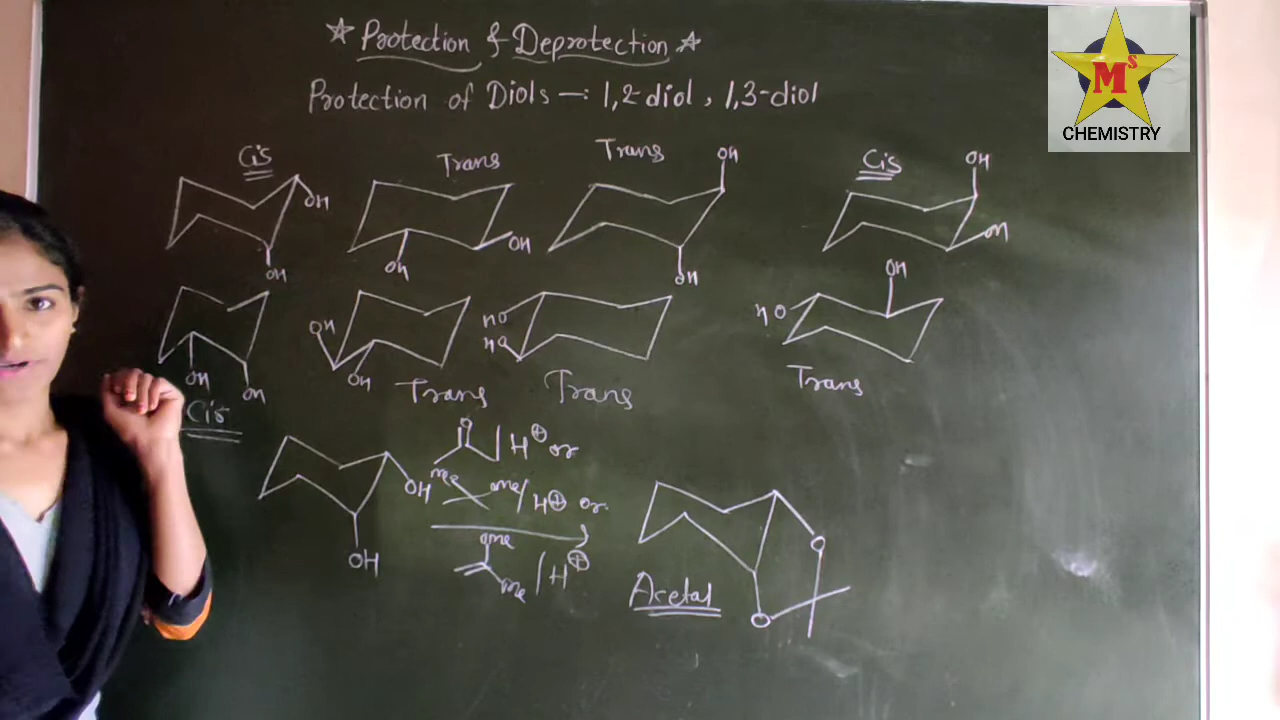 ☆ Protection & Deprotection ☆
Protection of Diols —: 1,2-diol, 1,3-diol
Ms
CHEMISTRY
Cis
Trans
Trans
Cis
OH
OH
OH
OH
OH
OH
OH
OH
OH
OH
OH
OH
HO
HO
OH
HO
Cis
Trans
Trans
Trans
O
/H⊕ or
OH
OH
Me
OMe
/H⊕ or
OMe
Me
/H⊕
O
O
Acetal